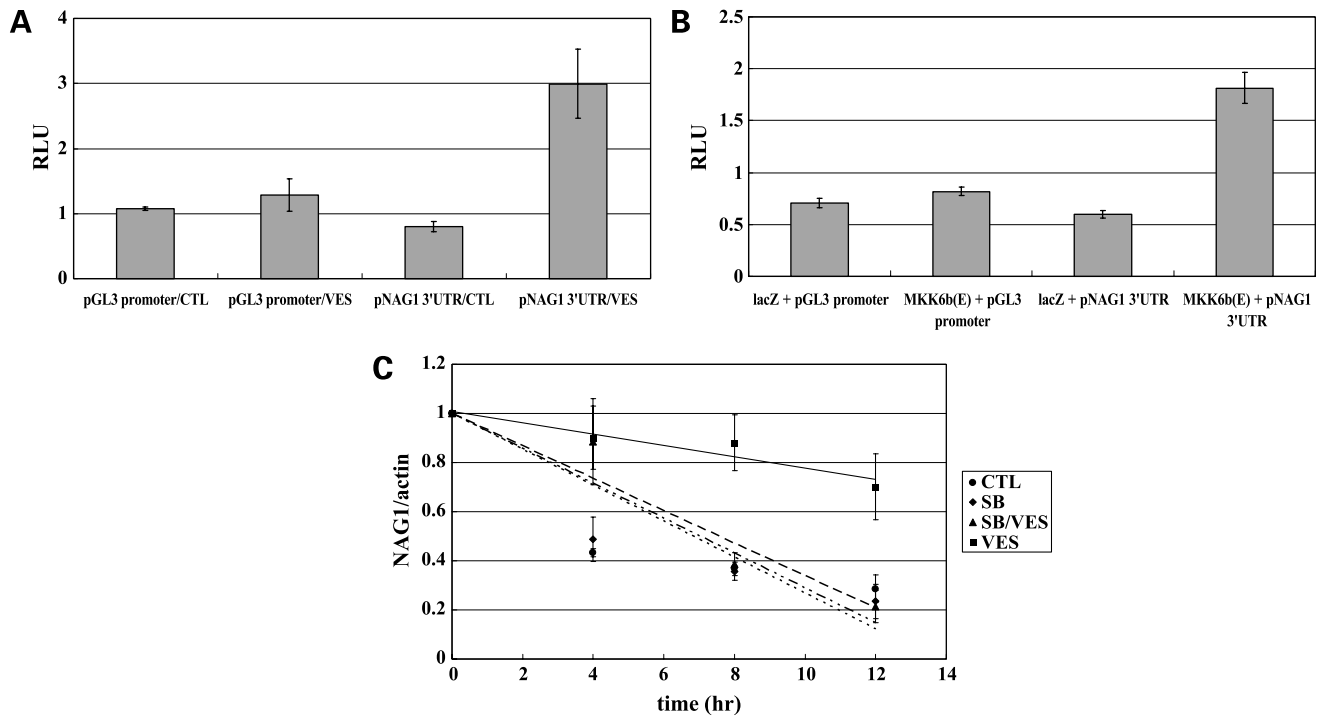 A
4
3
2
1
0
RLU
pGL3 promoter/CTL
pGL3 promoter/VES
pNAG1 3'UTR/CTL
pNAG1 3'UTR/VES
B
2.5
2
1.5
1
0.5
0
RLU
lacZ + pGL3 promoter
MKK6b(E) + pGL3
promoter
lacZ + pNAG1 3'UTR
MKK6b(E) + pNAG1
3'UTR
C
1.2
1
0.8
0.6
0.4
0.2
0
NAG1/actin
0 2 4 6 8 10 12 14
time (hr)
CTL
SB
SB/VES
VES